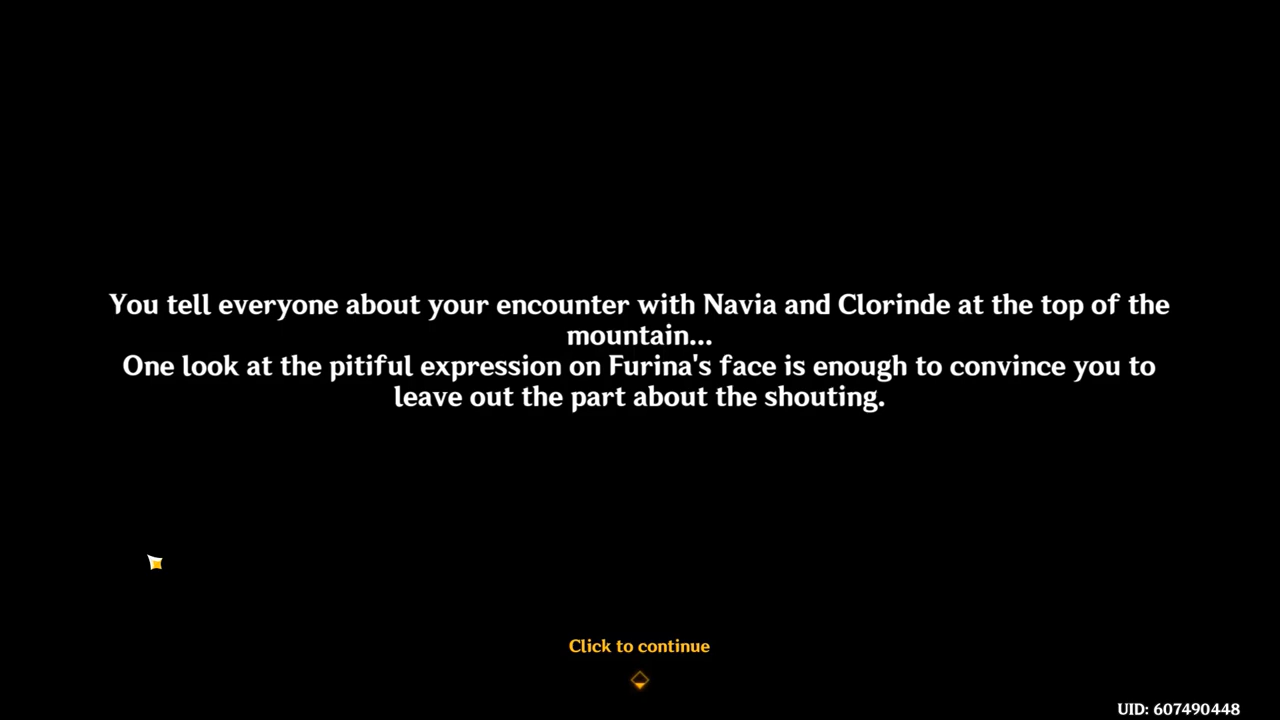 You tell everyone about your encounter with Navia and Clorinde at the top of the
mountain...
One look at the pitiful expression on Furina's face is enough to convince you to
leave out the part about the shouting.
Click to continue
UID: 607490448